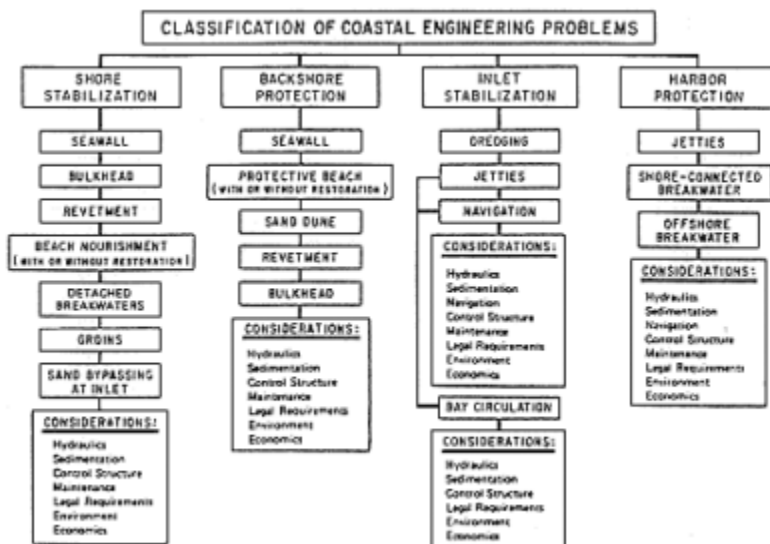 CLASSIFICATION OF COASTAL ENGINEERING PROBLEMS
SHORE
STABILIZATION
SEAWALL
BULKHEAD
REVETMENT
BEACH NOURISHMENT
(WITH OR WITHOUT RESTORATION)
DETACHED
BREAKWATERS
GROINS
SAND BYPASSING
AT INLET
CONSIDERATIONS:
Hydraulics
Sedimentation
Control Structure
Maintenance
Legal Requirements
Environment
Economics
BACKSHORE
PROTECTION
SEAWALL
PROTECTIVE BEACH
(WITH OR WITHOUT RESTORATION)
SAND DUNE
REVETMENT
BULKHEAD
CONSIDERATIONS:
Hydraulics
Sedimentation
Control Structure
Maintenance
Legal Requirements
Environment
Economics
INLET
STABILIZATION
DREDGING
JETTIES
NAVIGATION
CONSIDERATIONS:
Hydraulics
Sedimentation
Navigation
Control Structure
Maintenance
Legal Requirements
Environment
Economics
BAY CIRCULATION
CONSIDERATIONS:
Hydraulics
Sedimentation
Control Structure
Legal Requirements
Environment
Economics
HARBOR
PROTECTION
JETTIES
SHORE-CONNECTED
BREAKWATER
OFFSHORE
BREAKWATER
CONSIDERATIONS:
Hydraulics
Sedimentation
Navigation
Control Structure
Maintenance
Legal Requirements
Environment
Economics